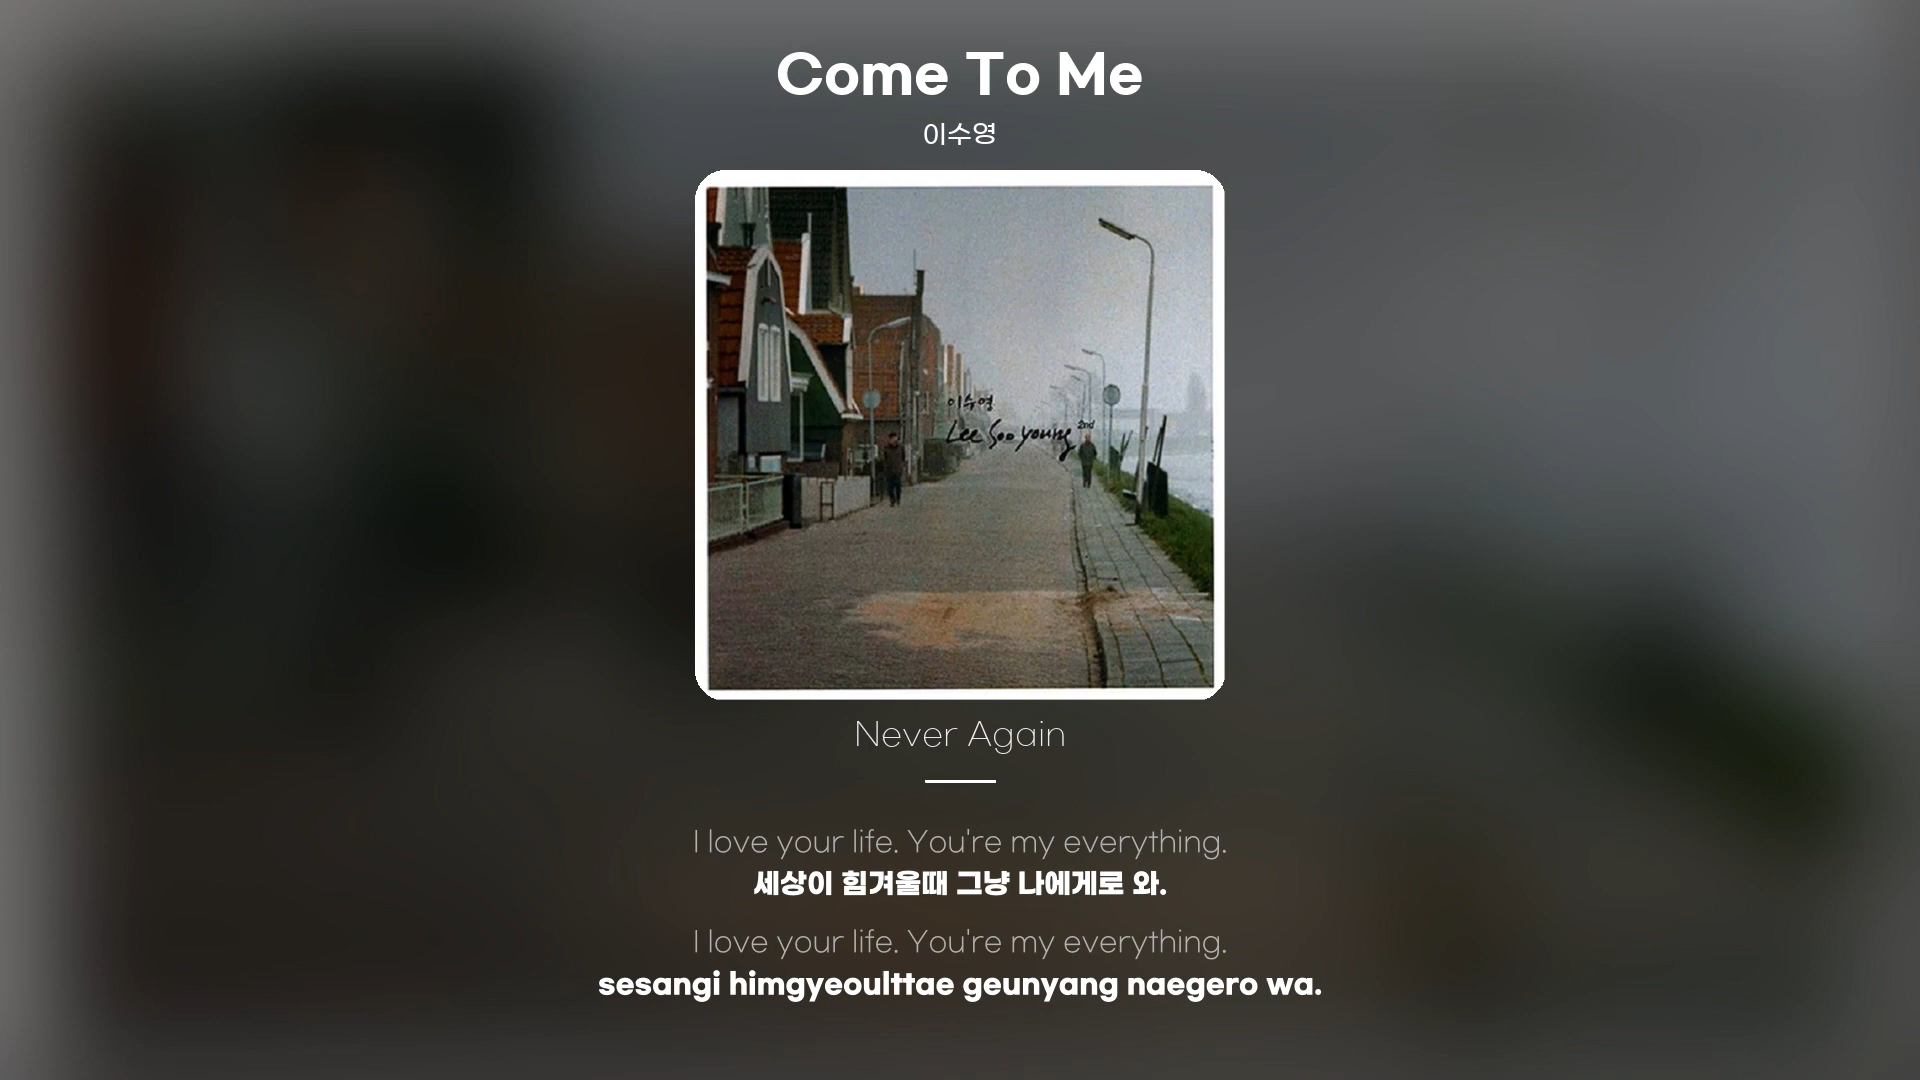 Come To Me
이수영
이수영
Lee Soo young 2nd
Never Again
I love your life. You're my everything.
세상이 힘겨울때 그냥 나에게로 와.
I love your life. You're my everything.
sesangi himgyeoulttae geunyang naegero wa.